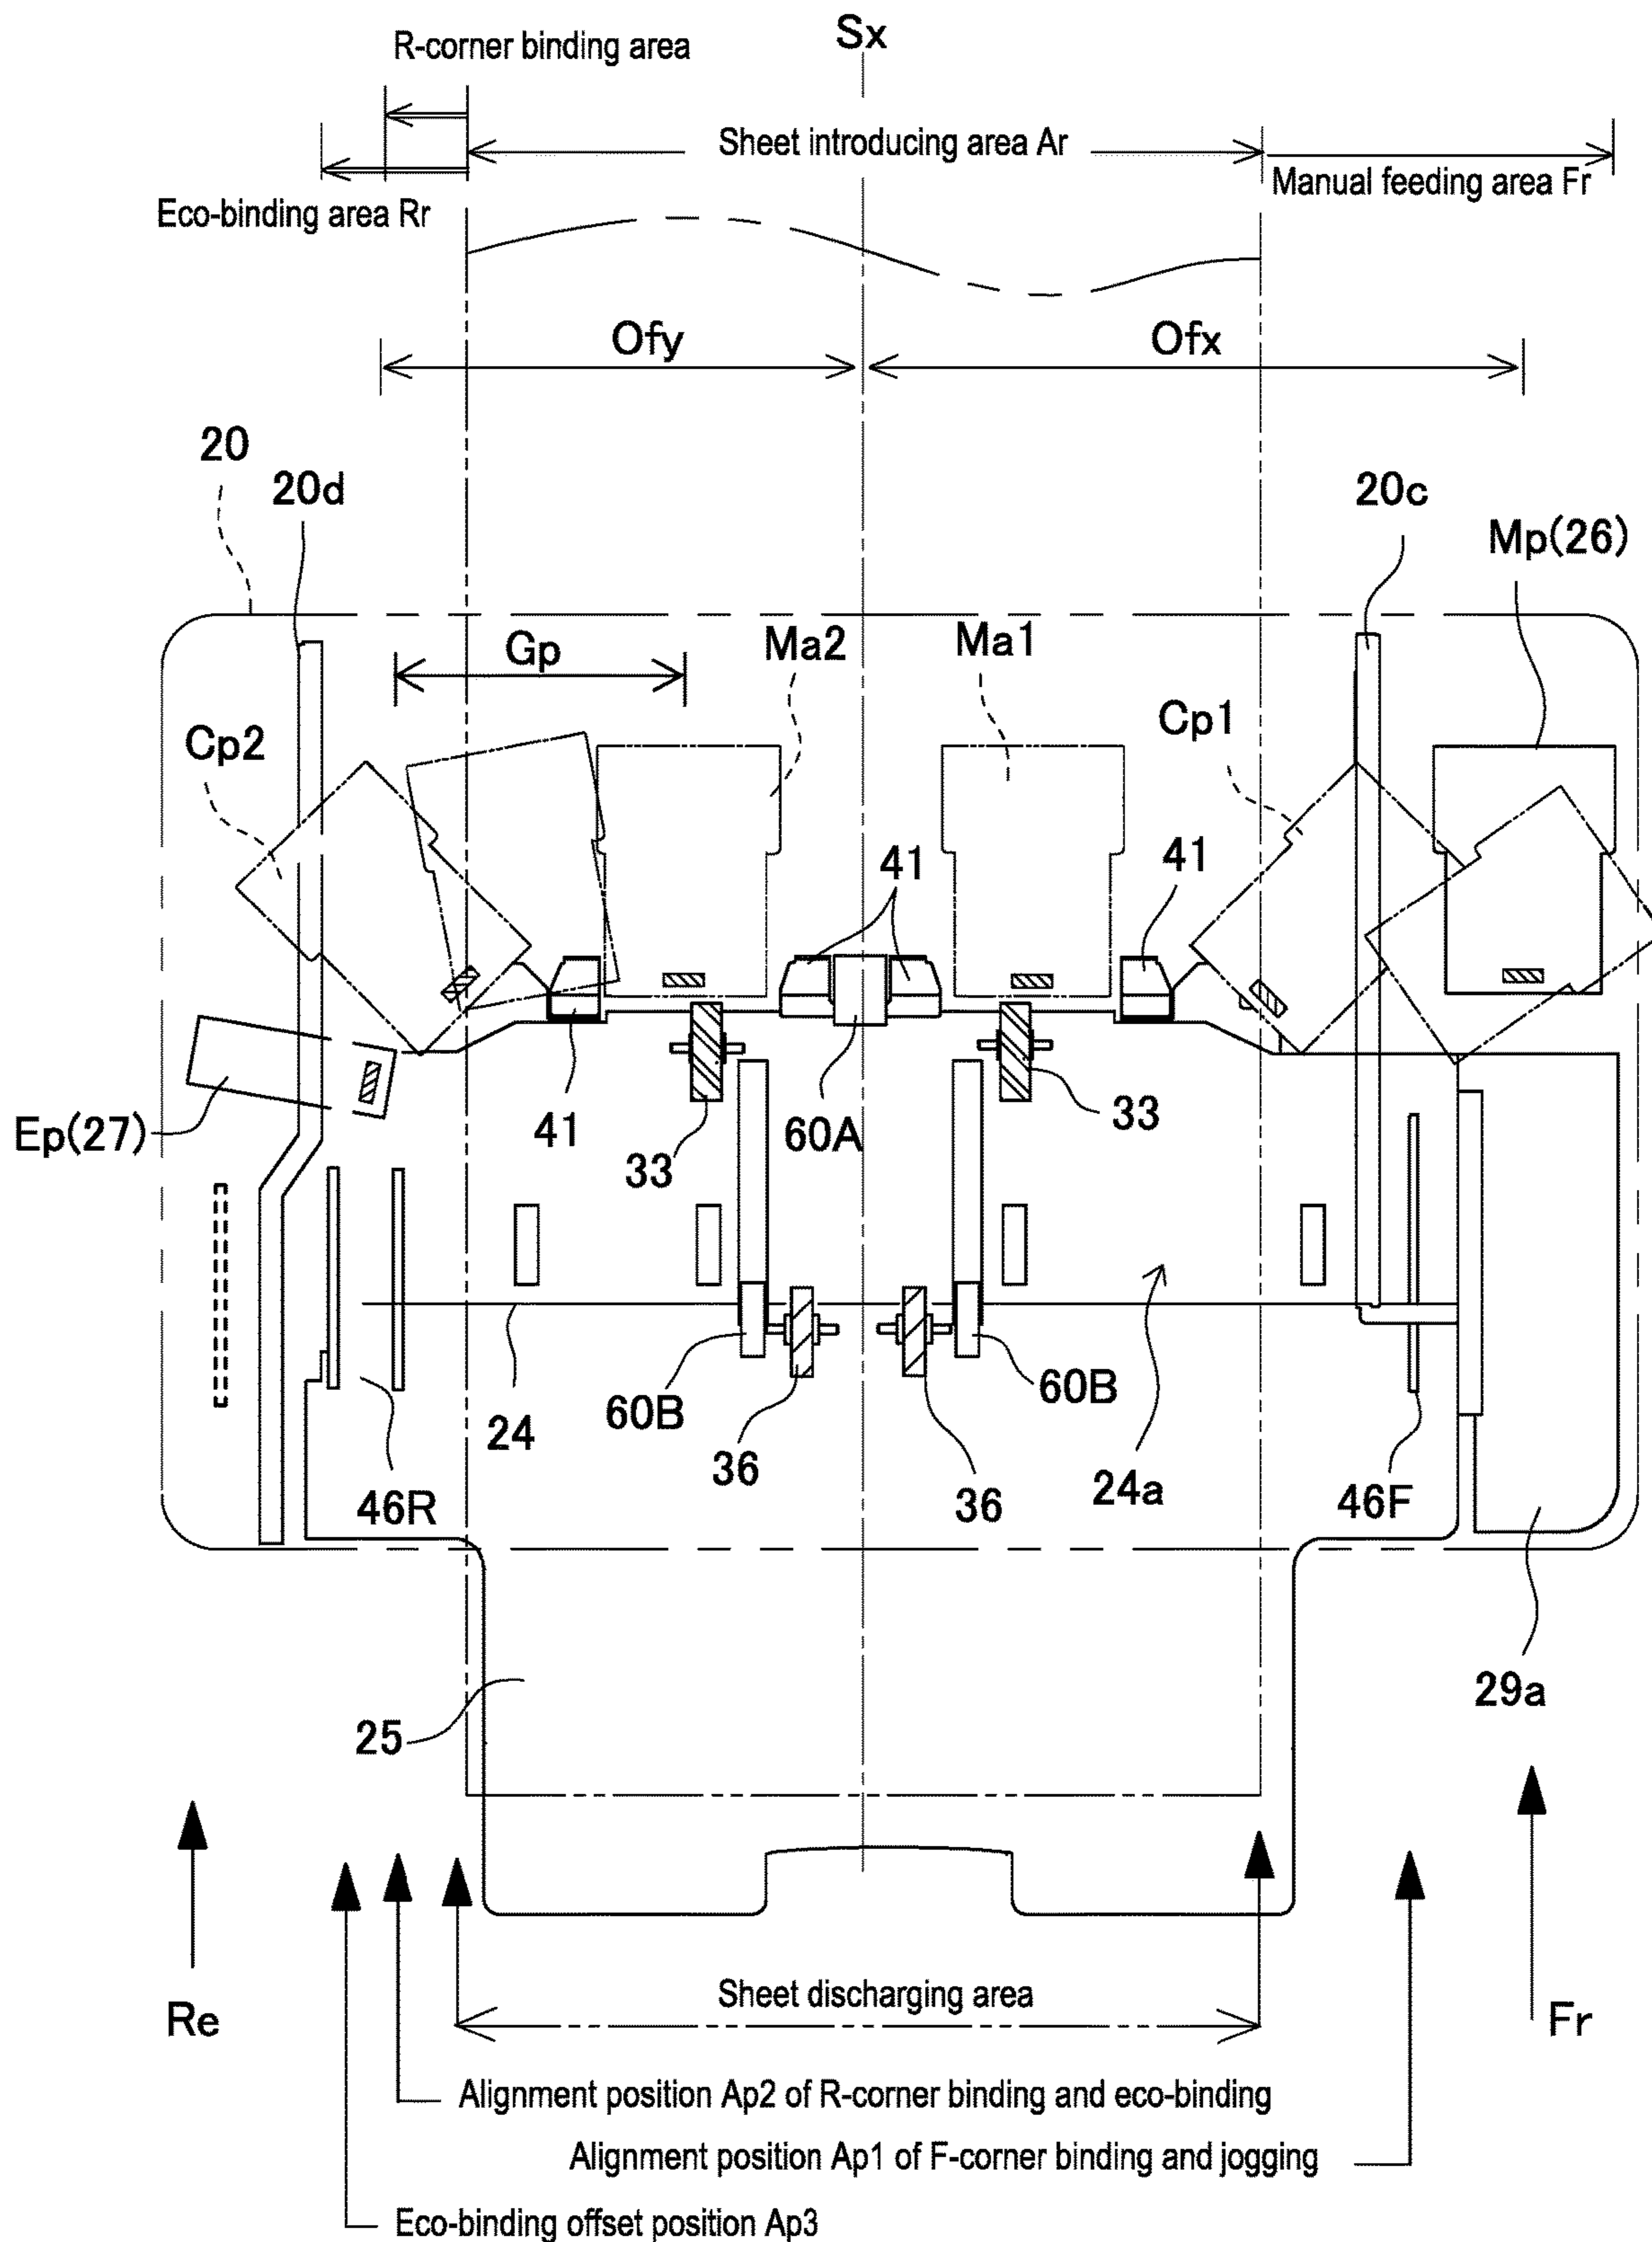 Sx
R-corner binding area
Sheet introducing area Ar
Manual feeding area Fr
Eco-binding area Rr
Ofy
Ofx
20
20d
20c
Mp(26)
Gp
Ma2
Ma1
Cp2
Cp1
41
41
Ep(27)
41
33
60A
33
24
60B
36
36
60B
24a
46R
46F
25
29a
Re
Sheet discharging area
Fr
Alignment position Ap2 of R-corner binding and eco-binding
Alignment position Ap1 of F-corner binding and jogging
Eco-binding offset position Ap3